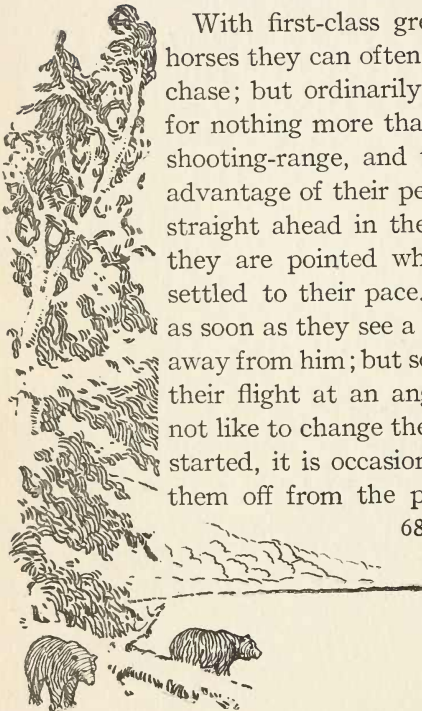 With first-class gre
horses they can often
chase; but ordinarily
for nothing more tha
shooting-range, and
advantage of their pe
straight ahead in the
they are pointed wh
settled to their pace.
as soon as they see a
away from him; but so
their flight at an ang
not like to change the
started, it is occasion
them off from the p
68